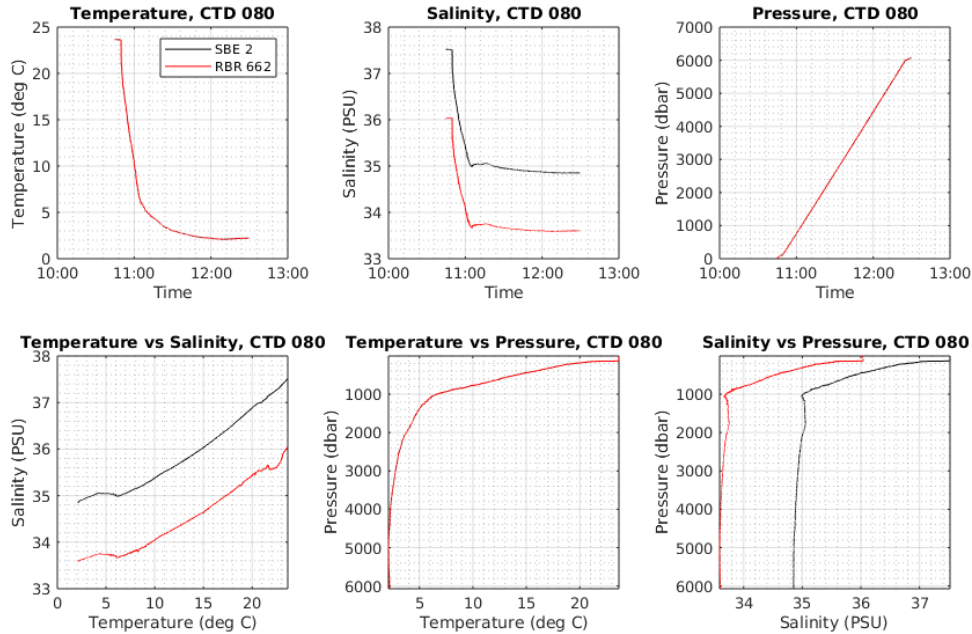 Temperature, CTD 080
25
20
15
10
5
0
Temperature (deg C)
10:00 11:00 12:00 13:00
Time
SBE 2
RBR 662
Salinity, CTD 080
38
37
36
35
34
33
Salinity (PSU)
10:00 11:00 12:00 13:00
Time
Pressure, CTD 080
7000
6000
5000
4000
3000
2000
1000
0
Pressure (dbar)
10:00 11:00 12:00 13:00
Time
Temperature vs Salinity, CTD 080
38
37
36
35
34
33
Salinity (PSU)
0 5 10 15 20
Temperature (deg C)
Temperature vs Pressure, CTD 080
1000
2000
3000
4000
5000
6000
Pressure (dbar)
5 10 15 20
Temperature (deg C)
Salinity vs Pressure, CTD 080
1000
2000
3000
4000
5000
6000
Pressure (dbar)
34 35 36 37
Salinity (PSU)